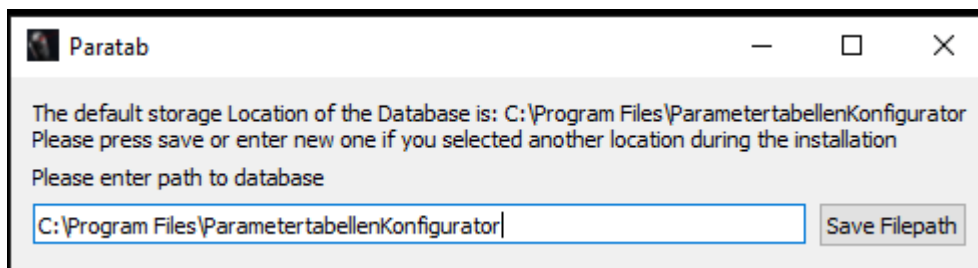 Paratab
The default storage Location of the Database is: C:\Program Files\ParametertabellenKonfigurator
Please press save or enter new one if you selected another location during the installation
Please enter path to database
C:\Program Files\ParametertabellenKonfigurator
Save Filepath